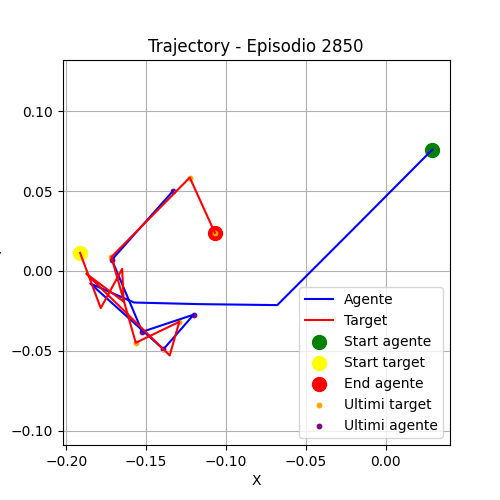 Trajectory - Episodio 2850
0.10
0.05
0.00
−0.05
−0.10
−0.20
−0.15
−0.10
−0.05
0.00
X
Agente
Target
Start agente
Start target
End agente
Ultimi target
Ultimi agente